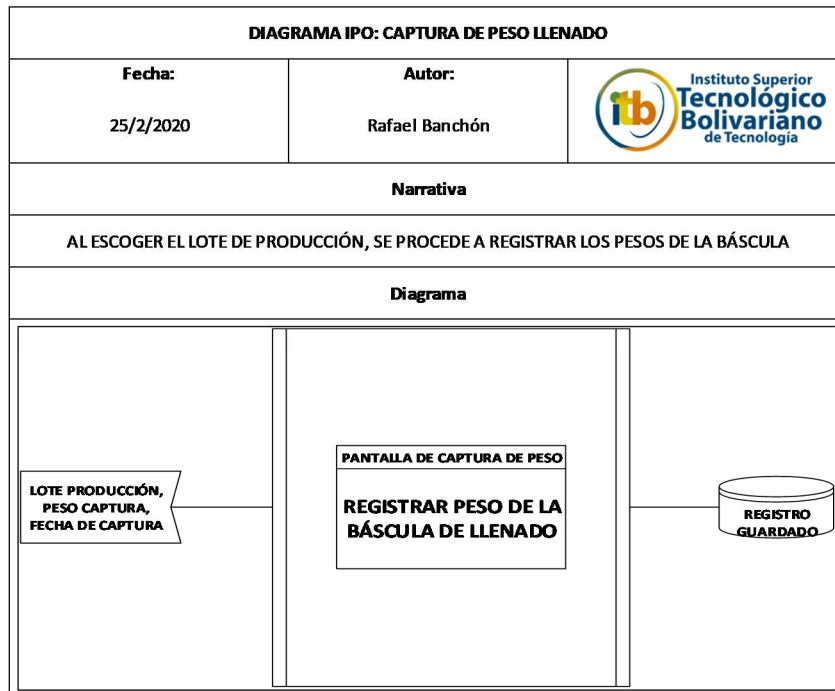 DIAGRAMA IPO: CAPTURA DE PESO LLENADO
Fecha:
25/2/2020
Autor:
Rafael Banchón
itb
Instituto Superior
Tecnológico
Bolivariano
de Tecnología
Narrativa
AL ESCOGER EL LOTE DE PRODUCCIÓN, SE PROCEDE A REGISTRAR LOS PESOS DE LA BÁSCULA
Diagrama
LOTE PRODUCCIÓN,
PESO CAPTURA,
FECHA DE CAPTURA
PANTALLA DE CAPTURA DE PESO
REGISTRAR PESO DE LA
BÁSCULA DE LLENADO
REGISTRO
GUARDADO